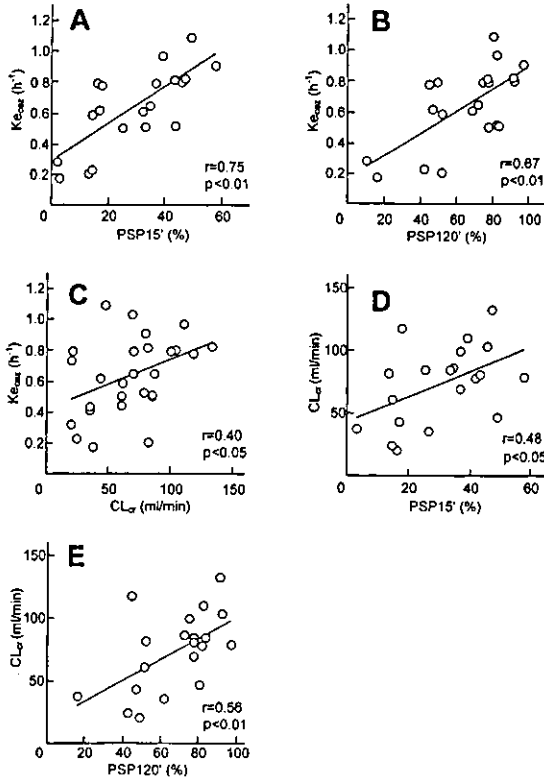 A
1.2
1.0
0.8
0.6
0.4
0.2
Ke_caz (h⁻¹)
r=0.75
p<0.01
0 20 40 60
PSP15' (%)
B
1.2
1.0
0.8
0.6
0.4
0.2
Ke_caz (h⁻¹)
r=0.67
p<0.01
0 20 40 60 80 100
PSP120' (%)
C
1.2
1.0
0.8
0.6
0.4
0.2
Ke_caz (h⁻¹)
r=0.40
p<0.05
0 50 100 150
CL_cr (ml/min)
D
150
100
50
CL_cr (ml/min)
r=0.48
p<0.05
0 20 40 60
PSP15' (%)
E
150
100
50
CL_cr (ml/min)
r=0.56
p<0.01
0 20 40 60 80 100
PSP120' (%)